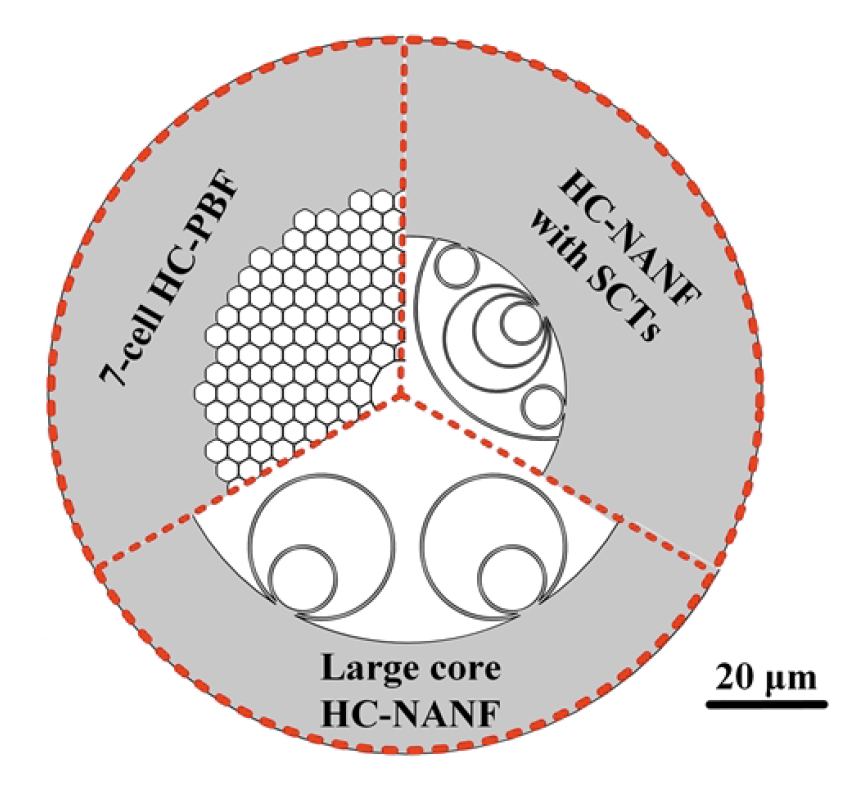 7-cell HC-PBF
HC-NANF
with SCTs
Large core
HC-NANF
20 μm